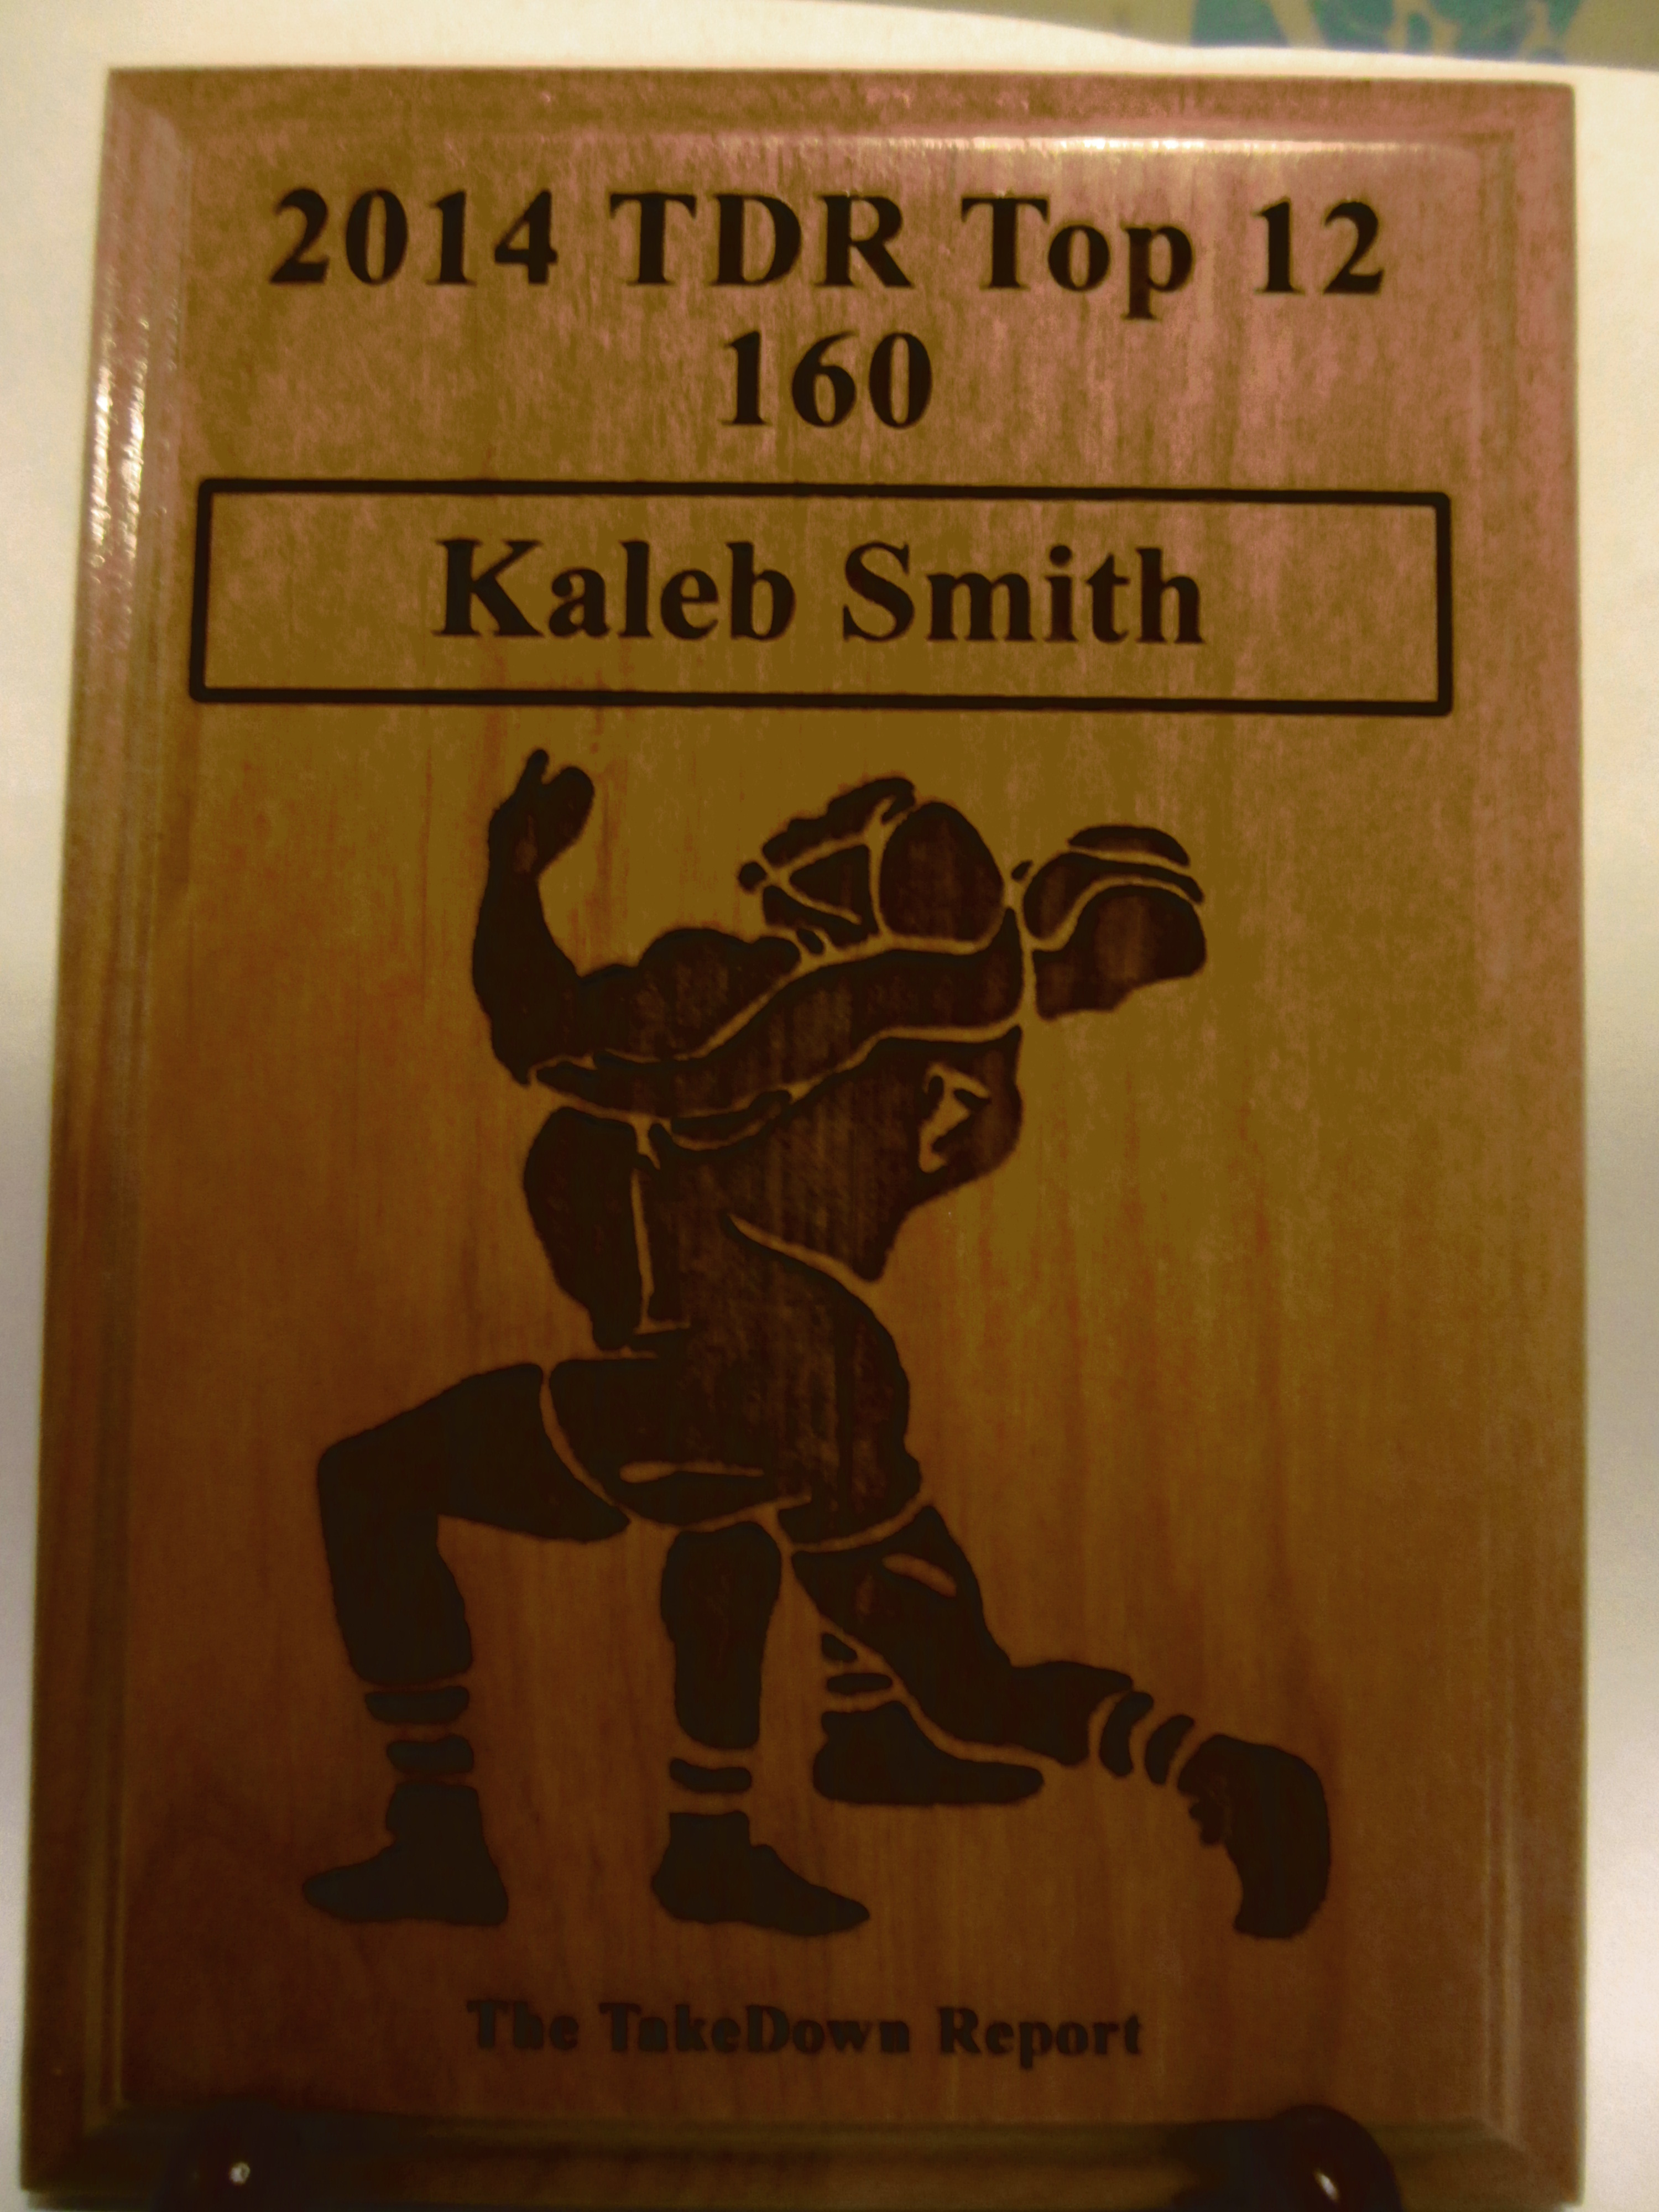 2014 TDR Top 12
160
Kaleb Smith
The TakeDown Report